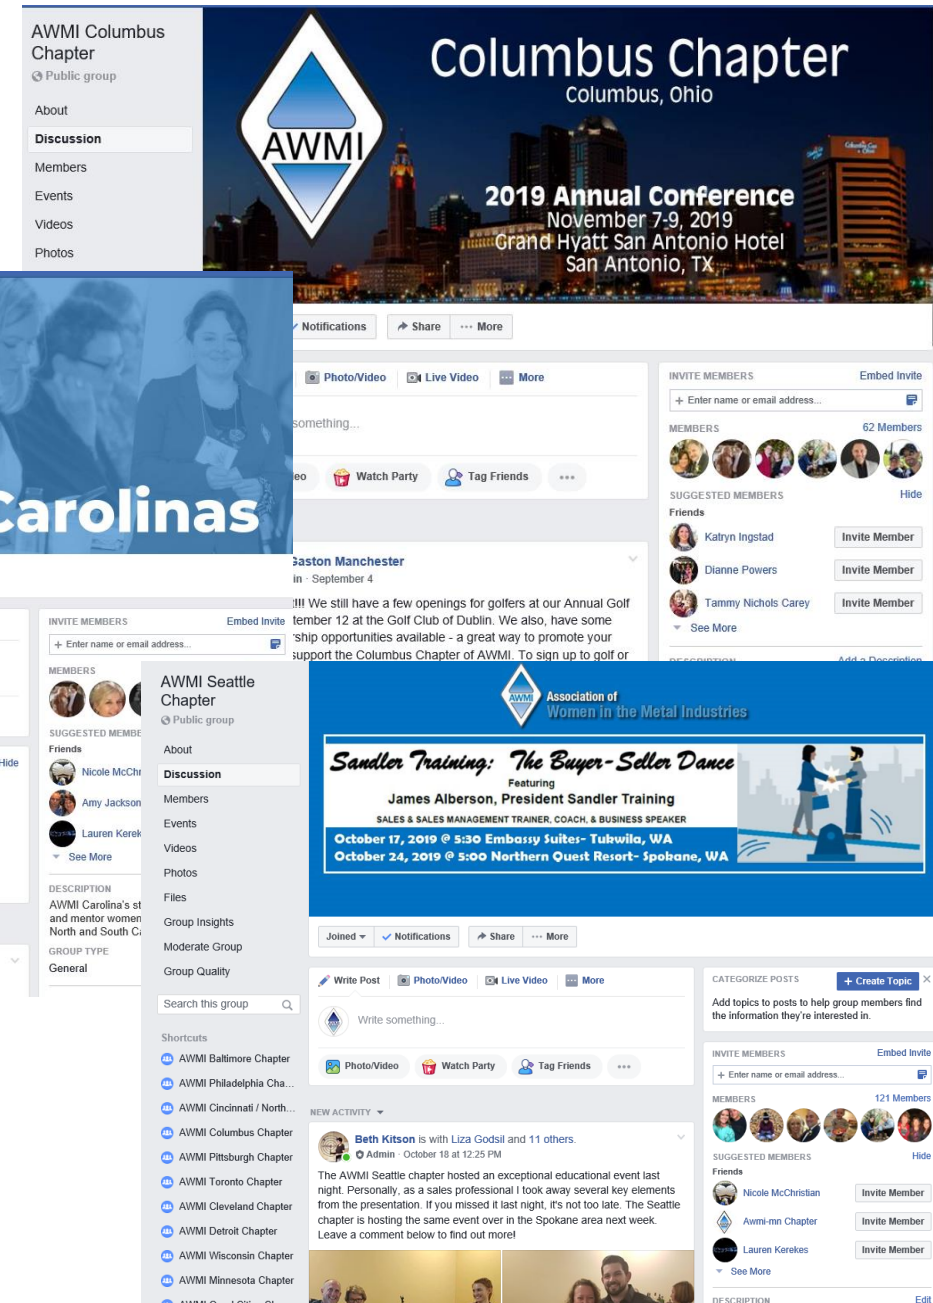 AWMI Columbus
Chapter
Public group
About
Discussion
Members
Events
Videos
Photos
AWMI
Columbus Chapter
Columbus, Ohio
2019 Annual Conference
November 7-9, 2019
Grand Hyatt San Antonio Hotel
San Antonio, TX
Notifications
Share
More
Photo/Video
Live Video
More
something...
Watch Party
Tag Friends
INVITE MEMBERS
Embed Invite
+ Enter name or email address...
MEMBERS
62 Members
SUGGESTED MEMBERS
Hide
Friends
Katryn Ingstad
Invite Member
Dianne Powers
Invite Member
Tammy Nichols Carey
Invite Member
See More
Add a Description
Gaston Manchester
in · September 4
!!! We still have a few openings for golfers at our Annual Golf
tember 12 at the Golf Club of Dublin. We also, have some
ship opportunities available - a great way to promote your
support the Columbus Chapter of AWMI. To sign up to golf or
Carolinas
INVITE MEMBERS
Embed Invite
+ Enter name or email address...
MEMBERS
SUGGESTED MEMBE
Friends
Hide
Nicole McChr
Amy Jackson
Lauren Kerek
See More
DESCRIPTION
AWMI Carolina's st
and mentor women
North and South Ca
GROUP TYPE
General
AWMI Seattle
Chapter
Public group
About
Discussion
Members
Events
Videos
Photos
Files
Group Insights
Moderate Group
Group Quality
Search this group
Shortcuts
AWMI Baltimore Chapter
AWMI Philadelphia Cha...
AWMI Cincinnati / North...
AWMI Columbus Chapter
AWMI Pittsburgh Chapter
AWMI Toronto Chapter
AWMI Cleveland Chapter
AWMI Detroit Chapter
AWMI Wisconsin Chapter
AWMI Minnesota Chapter
AWMI
Association of
Women in the Metal Industries
Sandler Training: The Buyer-Seller Dance
Featuring
James Alberson, President Sandler Training
SALES & SALES MANAGEMENT TRAINER, COACH, & BUSINESS SPEAKER
October 17, 2019 @ 5:30 Embassy Suites- Tukwila, WA
October 24, 2019 @ 5:00 Northern Quest Resort- Spokane, WA
Joined
Notifications
Share
More
Write Post
Photo/Video
Live Video
More
Write something...
Photo/Video
Watch Party
Tag Friends
NEW ACTIVITY
Beth Kitson is with Liza Godsil and 11 others.
Admin · October 18 at 12:25 PM
The AWMI Seattle chapter hosted an exceptional educational event last
night. Personally, as a sales professional I took away several key elements
from the presentation. If you missed it last night, it's not too late. The Seattle
chapter is hosting the same event over in the Spokane area next week.
Leave a comment below to find out more!
CATEGORIZE POSTS
+ Create Topic
Add topics to posts to help group members find
the information they're interested in.
INVITE MEMBERS
Embed Invite
+ Enter name or email address...
MEMBERS
121 Members
SUGGESTED MEMBERS
Hide
Friends
Nicole McChristian
Invite Member
Awmi-mn Chapter
Invite Member
Lauren Kerekes
Invite Member
See More
DESCRIPTION
Edit